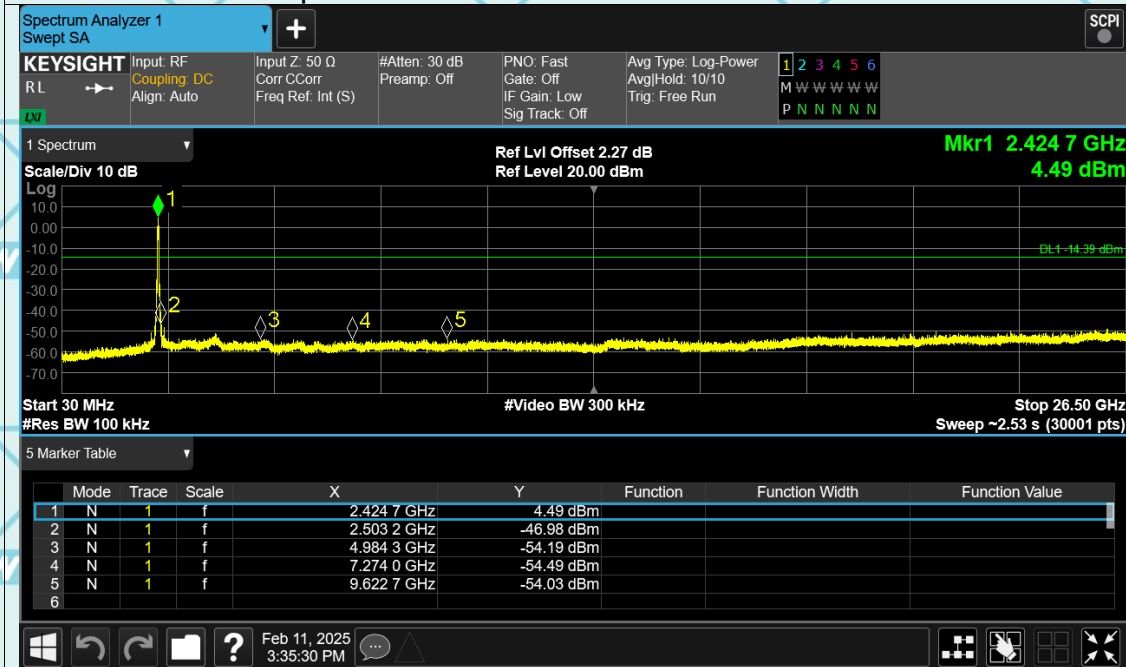 Spectrum Analyzer 1
Swept SA
+
SCPI
KEYSIGHT Input: RF Input Z: 50 Ω #Atten: 30 dB PNO: Fast Avg Type: Log-Power 1 2 3 4 5 6
RL Coupling: DC Corr CCorr Preamp: Off Gate: Off Avg|Hold: 10/10 M W W W W W
Align: Auto Freq Ref: Int (S) IF Gain: Low Trig: Free Run
LXI Sig Track: Off P N N N N N
1 Spectrum Ref Lvl Offset 2.27 dB Mkr1 2.424 7 GHz
Scale/Div 10 dB Ref Level 20.00 dBm 4.49 dBm
Log
1
10.0
0.00
-10.0 DL1 -14.39 dBm
-20.0
-30.0
-40.0 2 3 4 5
-50.0
-60.0
-70.0
Start 30 MHz #Video BW 300 kHz Stop 26.50 GHz
#Res BW 100 kHz Sweep ~2.53 s (30001 pts)
5 Marker Table
Mode Trace Scale X Y Function Function Width Function Value
1 N 1 f 2.424 7 GHz 4.49 dBm
2 N 1 f 2.503 2 GHz -46.98 dBm
3 N 1 f 4.984 3 GHz -54.19 dBm
4 N 1 f 7.274 0 GHz -54.49 dBm
5 N 1 f 9.622 7 GHz -54.03 dBm
6
? Feb 11, 2025
3:35:30 PM